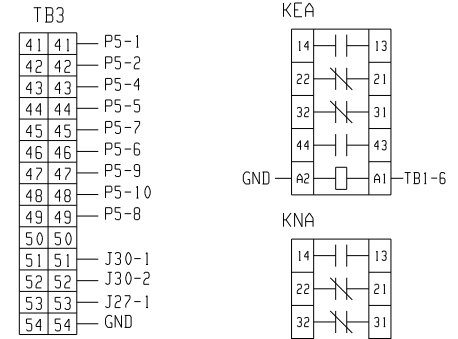 TB3
41 41 P5-1
42 42 P5-2
43 43 P5-4
44 44 P5-5
45 45 P5-7
46 46 P5-6
47 47 P5-9
48 48 P5-10
49 49 P5-8
50 50
51 51 J30-1
52 52 J30-2
53 53 J27-1
54 54 GND
KEA
14 13
22 21
32 31
44 43
GND A2 A1 TB1-6
KNA
14 13
22 21
32 31